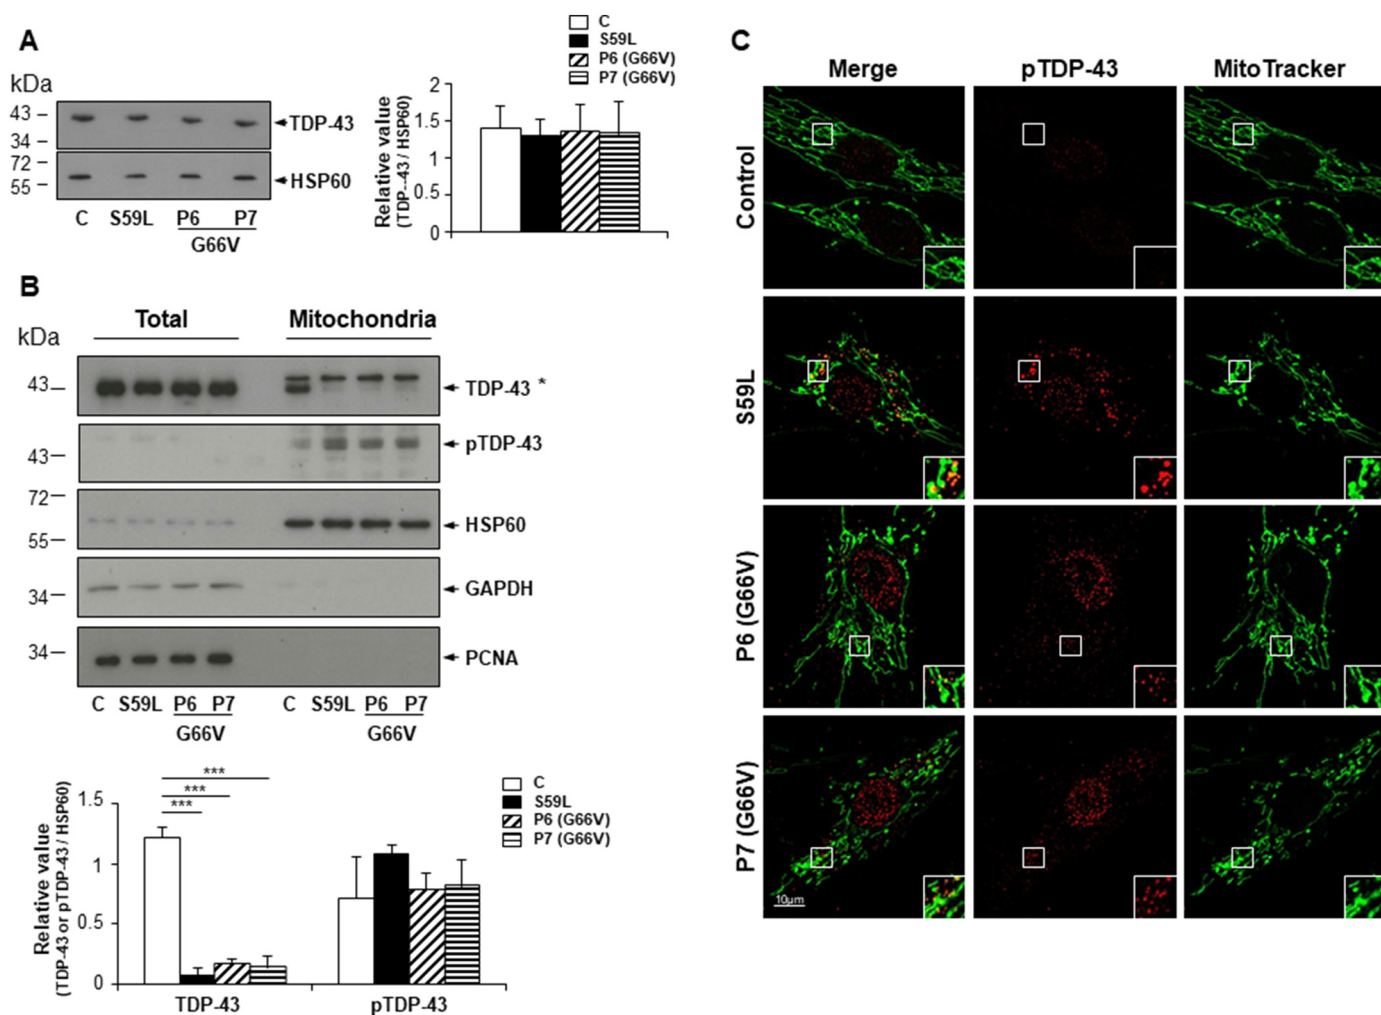 A
kDa
43
34
72
55
TDP-43
HSP60
C S59L P6 P7
G66V
C
S59L
P6 (G66V)
P7 (G66V)
Relative value
(TDP--43 / HSP60)
2
1.5
1
0.5
0
B
Total Mitochondria
kDa
43
TDP-43 *
43
pTDP-43
72
55
HSP60
34
GAPDH
34
PCNA
C S59L P6 P7 C S59L P6 P7
G66V G66V
Relative value
(TDP-43 or pTDP-43 / HSP60)
1.5
1
0.5
0
***
***
***
C
S59L
P6 (G66V)
P7 (G66V)
TDP-43 pTDP-43
C
Merge pTDP-43 MitoTracker
Control
S59L
P6 (G66V)
P7 (G66V)
10µm